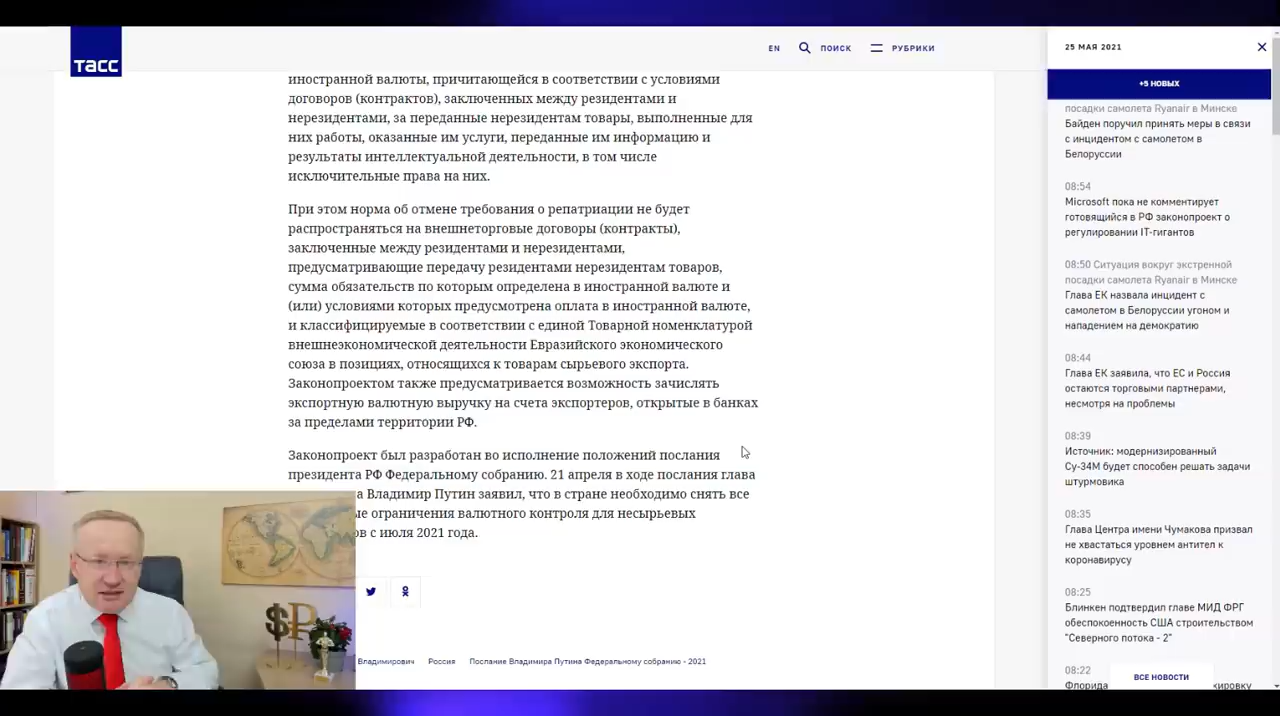 тасс
EN
ПОИСК
РУБРИКИ
иностранной валюты, причитающейся в соответствии с условиями
договоров (контрактов), заключенных между резидентами и
нерезидентами, за переданные нерезидентам товары, выполненные для
них работы, оказанные им услуги, переданные им информацию и
результаты интеллектуальной деятельности, в том числе
исключительные права на них.
При этом норма об отмене требования о репатриации не будет
распространяться на внешнеторговые договоры (контракты),
заключенные между резидентами и нерезидентами,
предусматривающие передачу резидентами нерезидентам товаров,
сумма обязательств по которым определена в иностранной валюте и
(или) условиями которых предусмотрена оплата в иностранной валюте,
и классифицируемые в соответствии с единой Товарной номенклатурой
внешнеэкономической деятельности Евразийского экономического
союза в позициях, относящихся к товарам сырьевого экспорта.
Законопроектом также предусматривается возможность зачислять
экспортную валютную выручку на счета экспортеров, открытые в банках
за пределами территории РФ.
Законопроект был разработан во исполнение положений послания
президента РФ Федеральному собранию. 21 апреля в ходе послания глава
а Владимир Путин заявил, что в стране необходимо снять все
ые ограничения валютного контроля для несырьевых
ов с июля 2021 года.
Владимирович
Россия
Послание Владимира Путина Федеральному собранию - 2021
25 МАЯ 2021
+5 НОВЫХ
посадки самолета Ryanair в Минске
Байден поручил принять меры в связи
с инцидентом с самолетом в
Белоруссии
08:54
Microsoft пока не комментирует
готовящийся в РФ законопроект о
регулировании IT-гигантов
08:50 Ситуация вокруг экстренной
посадки самолета Ryanair в Минске
Глава ЕК назвала инцидент с
самолетом в Белоруссии угоном и
нападением на демократию
08:44
Глава ЕК заявила, что ЕС и Россия
остаются торговыми партнерами,
несмотря на проблемы
08:39
Источник: модернизированный
Су-34М будет способен решать задачи
штурмовика
08:35
Глава Центра имени Чумакова призвал
не хвастаться уровнем антител к
коронавирусу
08:25
Блинкен подтвердил главе МИД ФРГ
обеспокоенность США строительством
"Северного потока - 2"
08:22
Флорида
кировку
ВСЕ НОВОСТИ